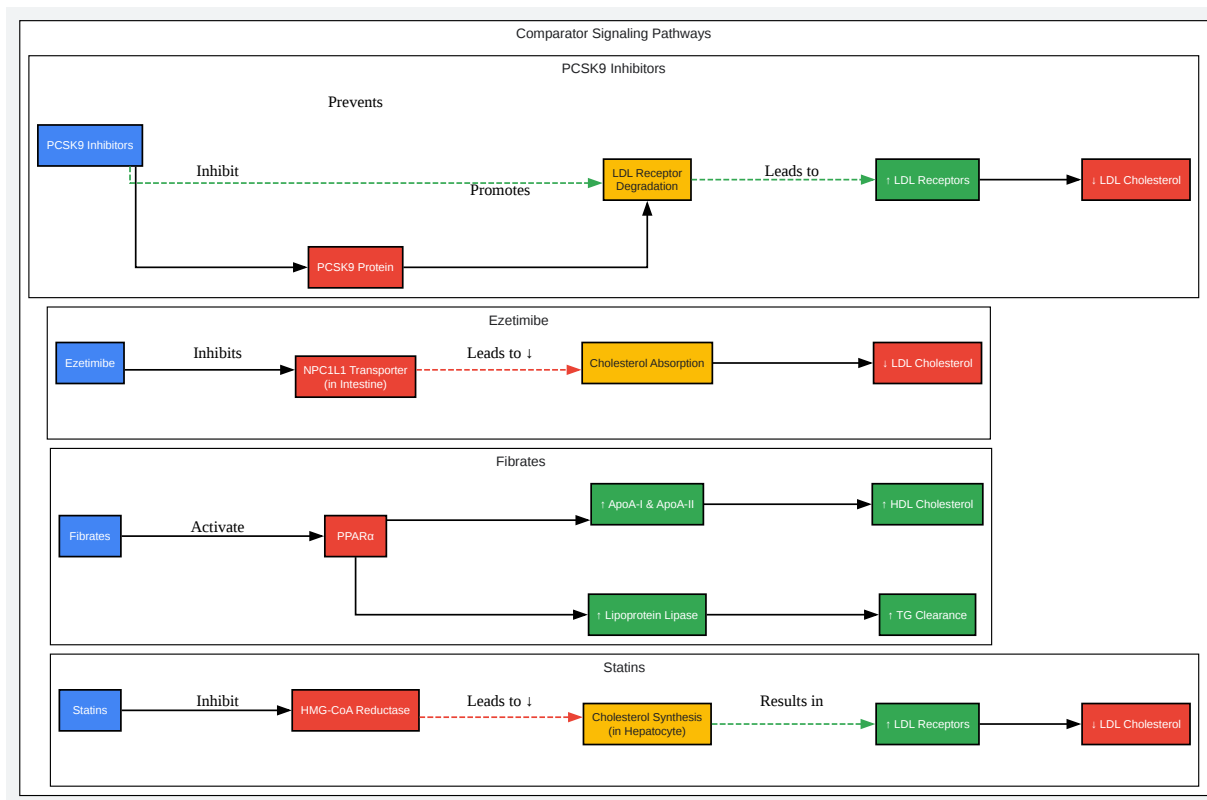 Comparator Signaling Pathways
PCSK9 Inhibitors
Prevents
PCSK9 Inhibitors
Inhibit
Promotes
LDL Receptor
Degradation
Leads to
↑ LDL Receptors
↓ LDL Cholesterol
PCSK9 Protein
Ezetimibe
Ezetimibe
Inhibits
NPC1L1 Transporter
(in Intestine)
Leads to ↓
Cholesterol Absorption
↓ LDL Cholesterol
Fibrates
Fibrates
Activate
PPARα
↑ ApoA-I & ApoA-II
↑ HDL Cholesterol
↑ Lipoprotein Lipase
↑ TG Clearance
Statins
Statins
Inhibit
HMG-CoA Reductase
Leads to ↓
Cholesterol Synthesis
(in Hepatocyte)
Results in
↑ LDL Receptors
↓ LDL Cholesterol